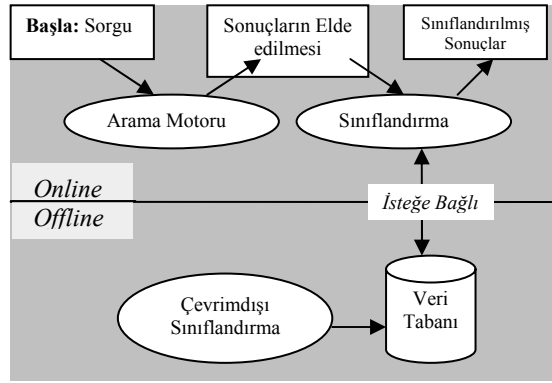 Başla: Sorgu
Sonuçların Elde
edilmesi
Sınıflandırılmış
Sonuçlar
Arama Motoru
Sınıflandırma
Online
Offline
İsteğe Bağlı
Çevrimdışı
Sınıflandırma
Veri
Tabanı